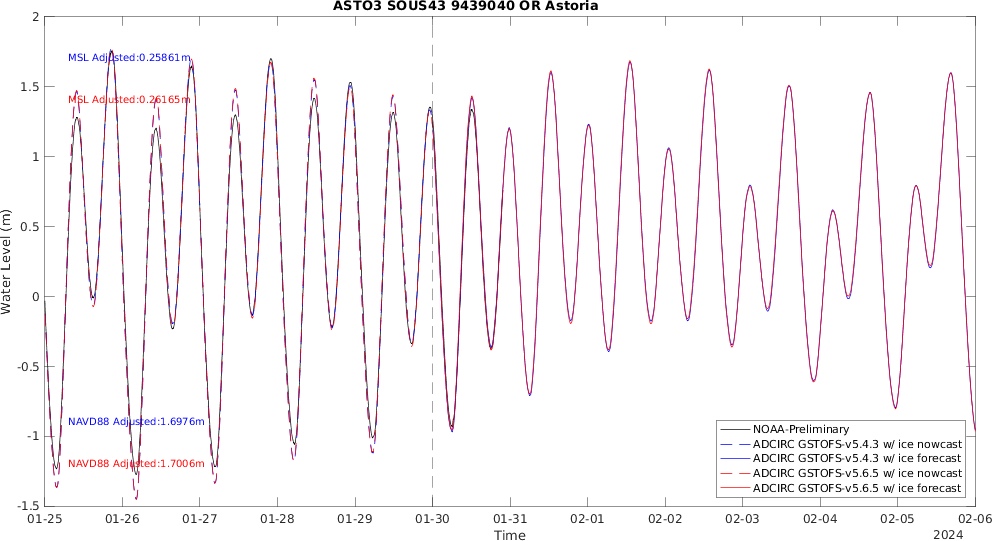 ASTO3 SOUS43 9439040 OR Astoria
2
1.5
1
0.5
0
-0.5
-1
-1.5
Water Level (m)
MSL Adjusted:0.25861m
MSL Adjusted:0.26165m
NAVD88 Adjusted:1.6976m
NAVD88 Adjusted:1.7006m
NOAA-Preliminary
ADCIRC GSTOFS-v5.4.3 w/ ice nowcast
ADCIRC GSTOFS-v5.4.3 w/ ice forecast
ADCIRC GSTOFS-v5.6.5 w/ ice nowcast
ADCIRC GSTOFS-v5.6.5 w/ ice forecast
01-25 01-26 01-27 01-28 01-29 01-30 01-31 02-01 02-02 02-03 02-04 02-05 02-06
Time
2024